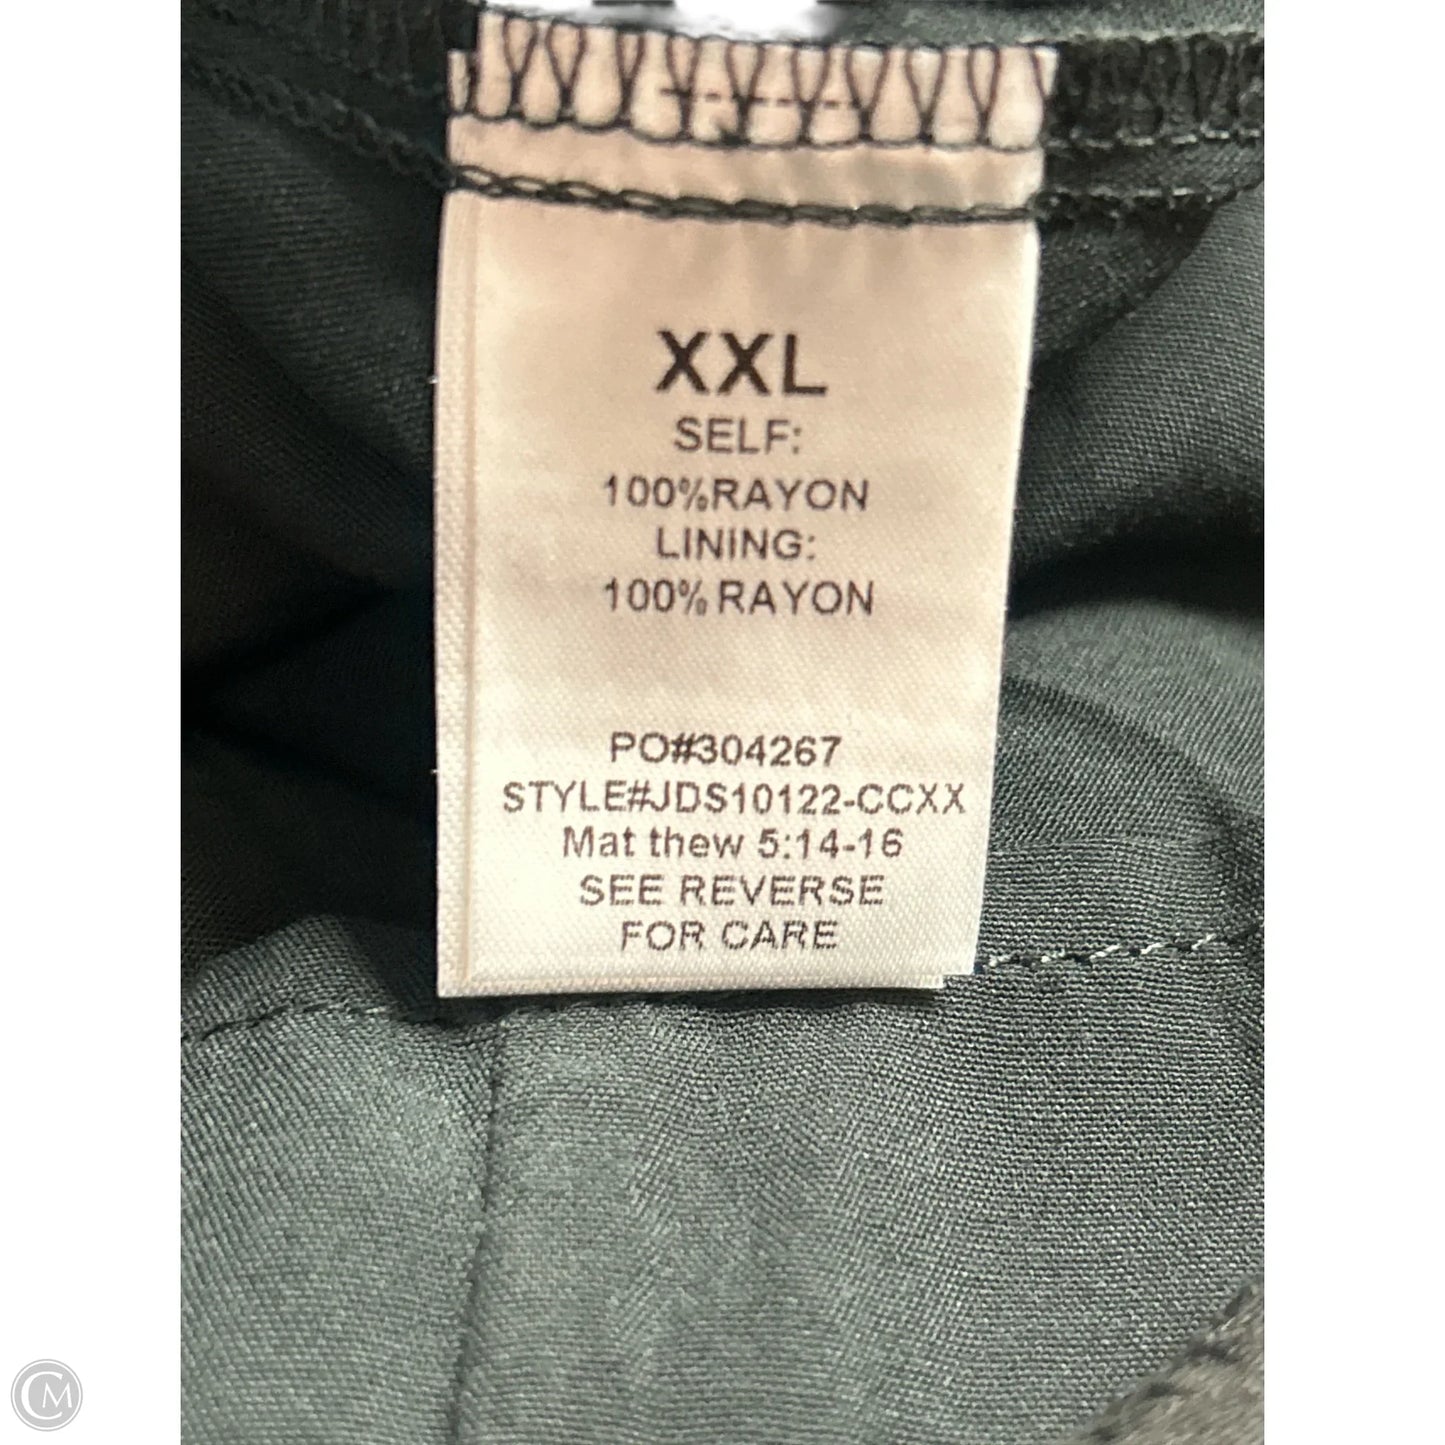 XXL
SELF:
100%RAYON
LINING:
100%RAYON
PO#304267
STYLE#JDS10122-CCXX
Mat thew 5:14-16
SEE REVERSE
FOR CARE
CM